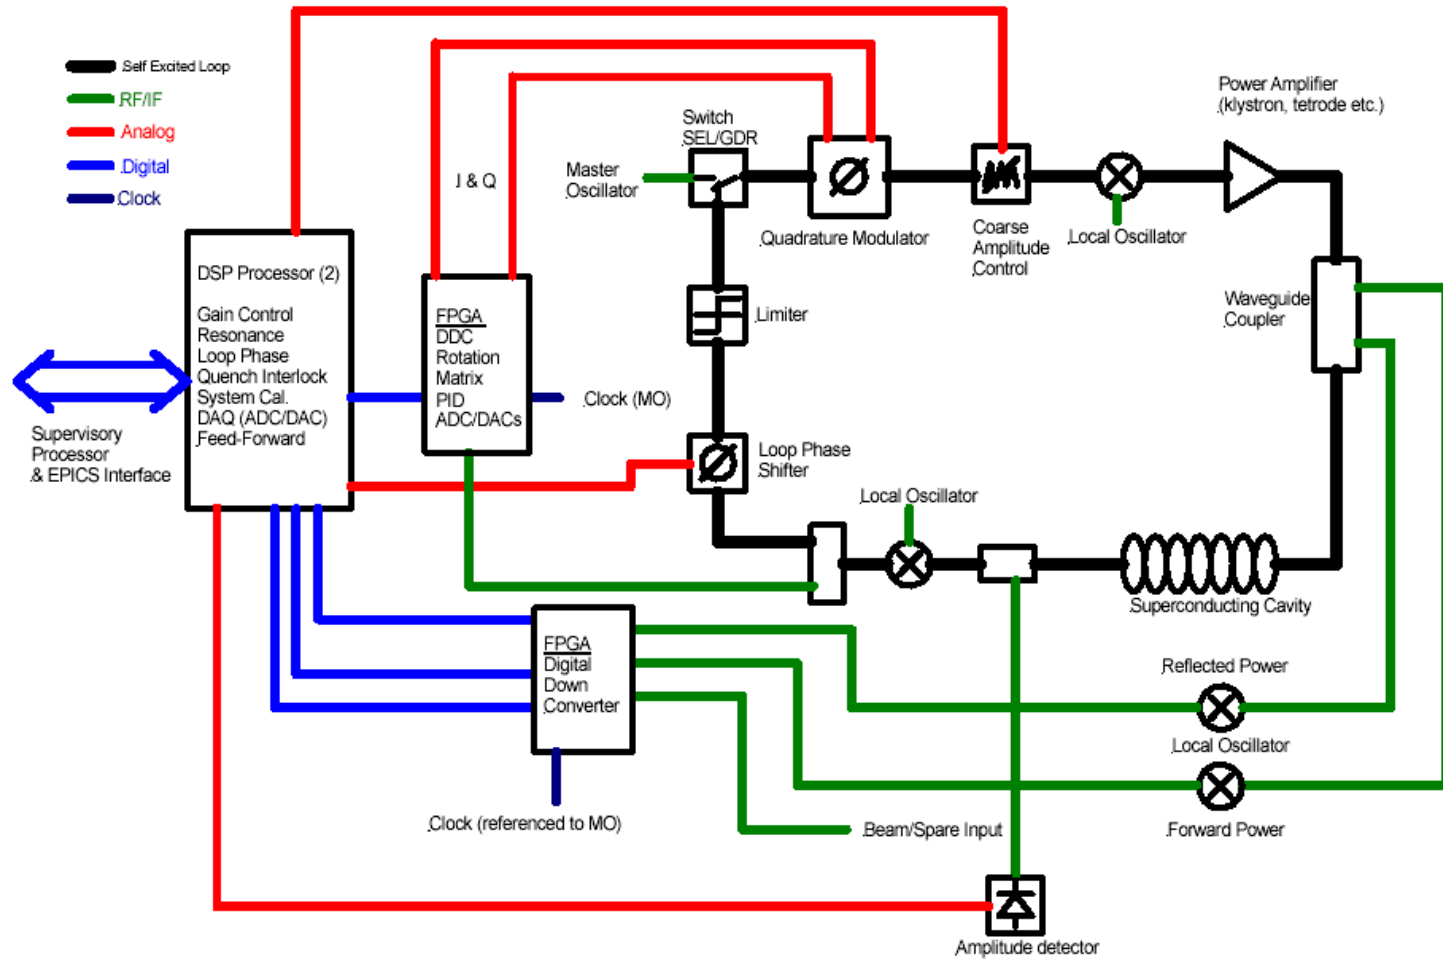 Self Excited Loop
RF/IF
Analog
Digital
Clock
Power Amplifier
(klystron, tetrode etc.)
Switch
SEL/GDR
Master
Oscillator
I & Q
Quadrature Modulator
Coarse
Amplitude
Control
Local Oscillator
DSP Processor (2)
Gain Control
Resonance
Loop Phase
Quench Interlock
System Cal.
DAQ (ADC/DAC)
Feed-Forward
FPGA
DDC
Rotation
Matrix
PID
ADC/DACs
Clock (MO)
Limiter
Waveguide
Coupler
Supervisory
Processor
& EPICS Interface
Loop Phase
Shifter
Local Oscillator
Superconducting Cavity
FPGA
Digital
Down
Converter
Reflected Power
Local Oscillator
Forward Power
Clock (referenced to MO)
Beam/Spare Input
Amplitude detector